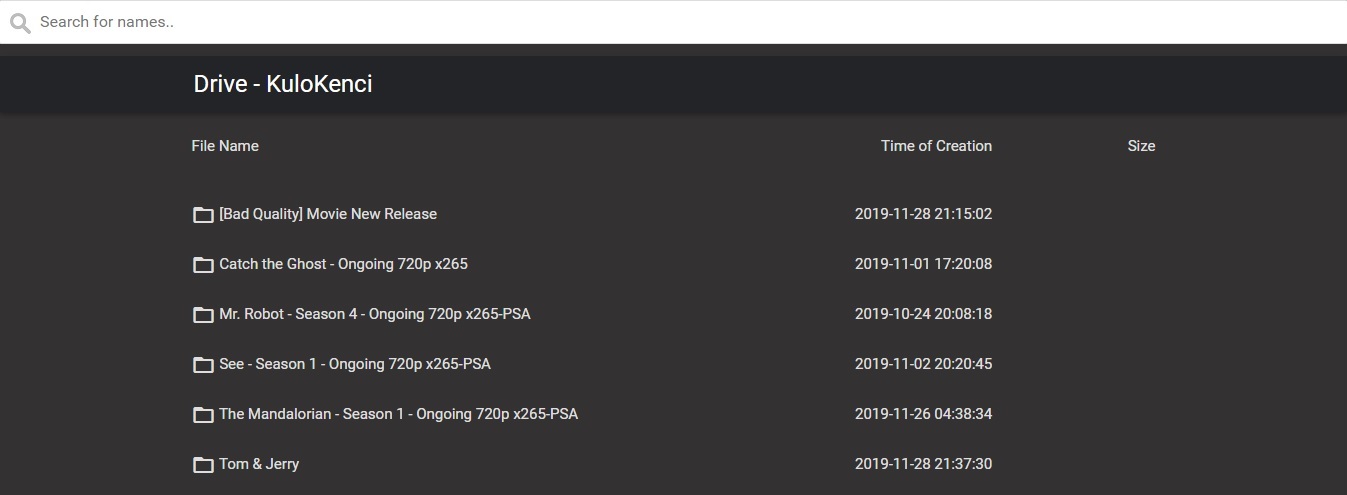 Search for names..
Drive - KuloKenci
File Name Time of Creation Size
[Bad Quality] Movie New Release 2019-11-28 21:15:02
Catch the Ghost - Ongoing 720p x265 2019-11-01 17:20:08
Mr. Robot - Season 4 - Ongoing 720p x265-PSA 2019-10-24 20:08:18
See - Season 1 - Ongoing 720p x265-PSA 2019-11-02 20:20:45
The Mandalorian - Season 1 - Ongoing 720p x265-PSA 2019-11-26 04:38:34
Tom & Jerry 2019-11-28 21:37:30